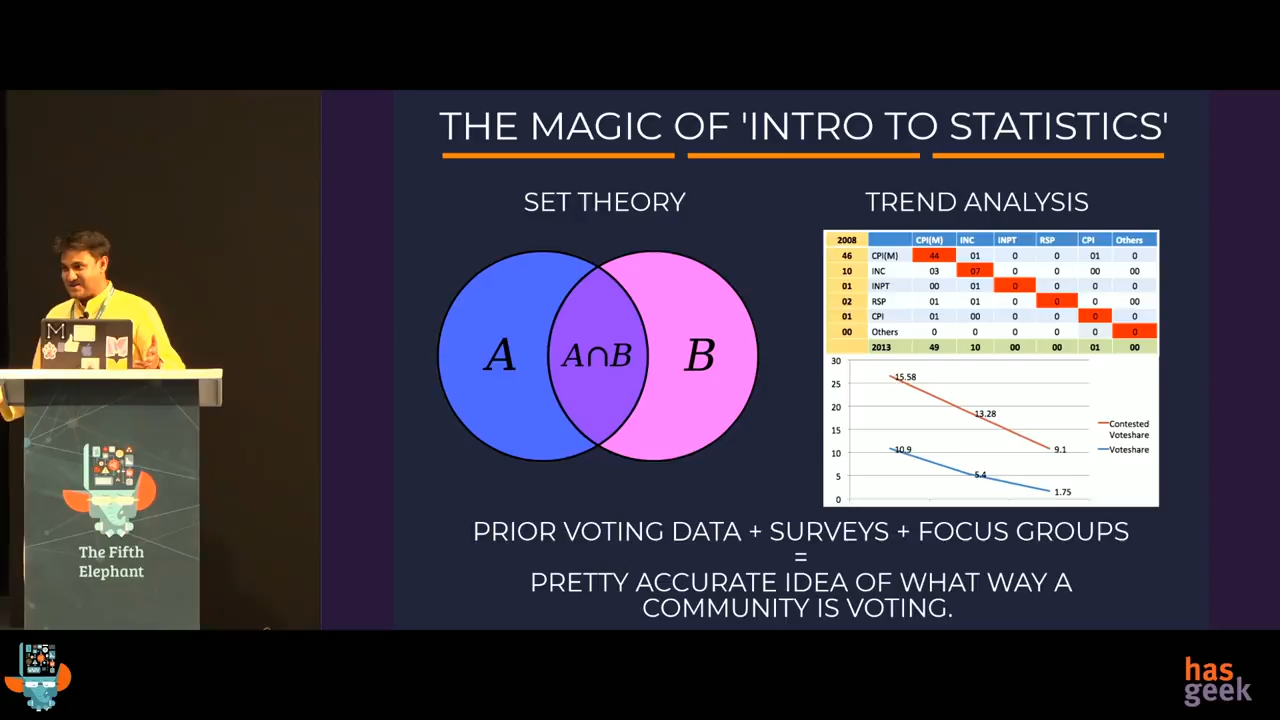 THE MAGIC OF 'INTRO TO STATISTICS'
SET THEORY
A
A∩B
B
TREND ANALYSIS
2008 CPI(M) INC INPT RSP CPI Others
46 CPI(M) 44 01 0 0 01 0
10 INC 03 07 0 0 00 00
01 INPT 00 01 0 0 0 0
02 RSP 01 01 0 0 0 00
01 CPI 01 00 0 0 0 0
00 Others 0 0 0 0 0 0
2013 49 10 00 00 01 00
30
25
20
15
10
5
0
15.58
13.28
9.1
10.9
5.4
1.75
Contested
Voteshare
Voteshare
PRIOR VOTING DATA + SURVEYS + FOCUS GROUPS
=
PRETTY ACCURATE IDEA OF WHAT WAY A
COMMUNITY IS VOTING.
M
The Fifth
Elephant
has
geek